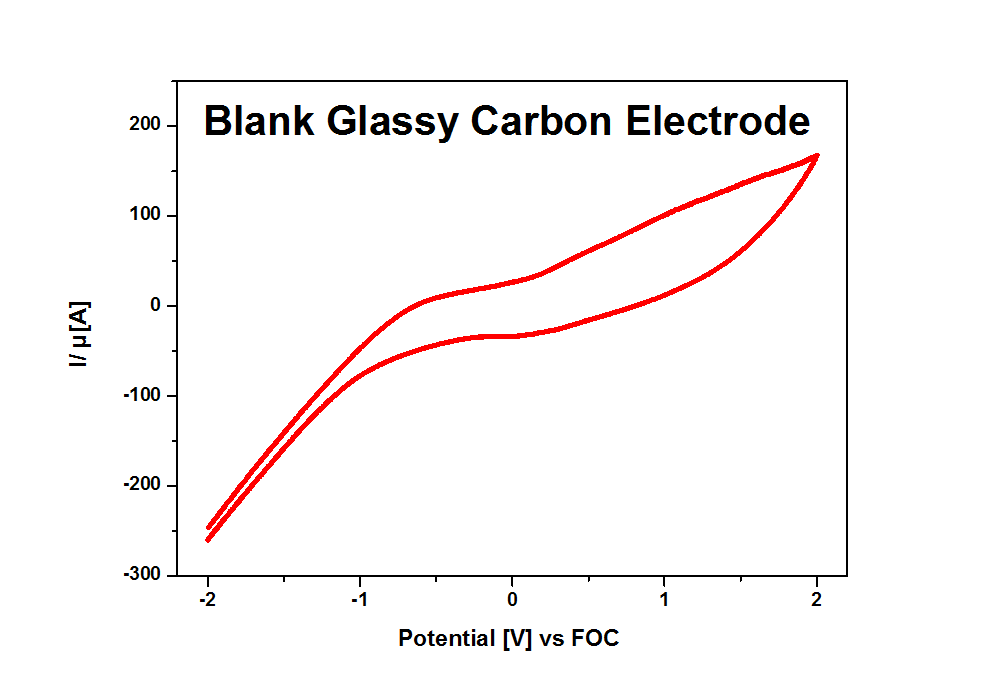 Blank Glassy Carbon Electrode
200
100
0
-100
-200
-300
I/ µ[A]
-2 -1 0 1 2
Potential [V] vs FOC